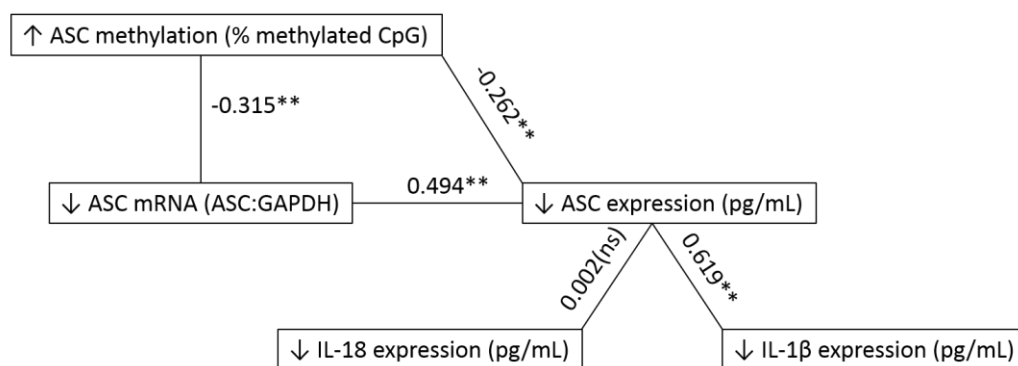 ↑ ASC methylation (% methylated CpG)
-0.315**
-0.262**
↓ ASC mRNA (ASC:GAPDH)
0.494**
↓ ASC expression (pg/mL)
0.002(ns)
0.619**
↓ IL-18 expression (pg/mL)
↓ IL-1β expression (pg/mL)